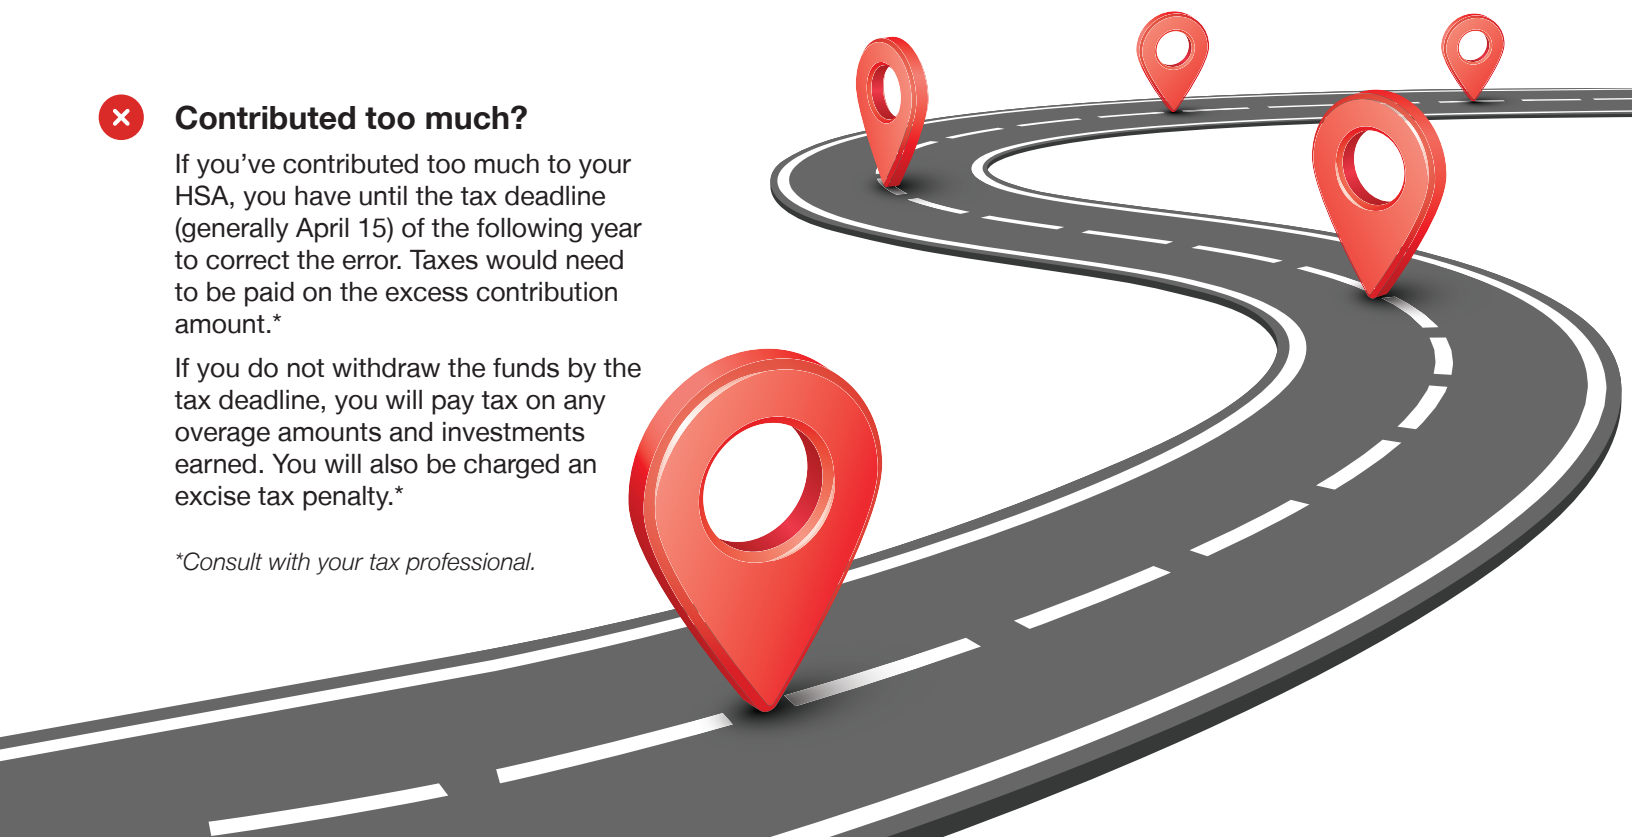 Contributed too much?
If you’ve contributed too much to your
HSA, you have until the tax deadline
(generally April 15) of the following year
to correct the error. Taxes would need
to be paid on the excess contribution
amount.*
If you do not withdraw the funds by the
tax deadline, you will pay tax on any
overage amounts and investments
earned. You will also be charged an
excise tax penalty.*
*Consult with your tax professional.